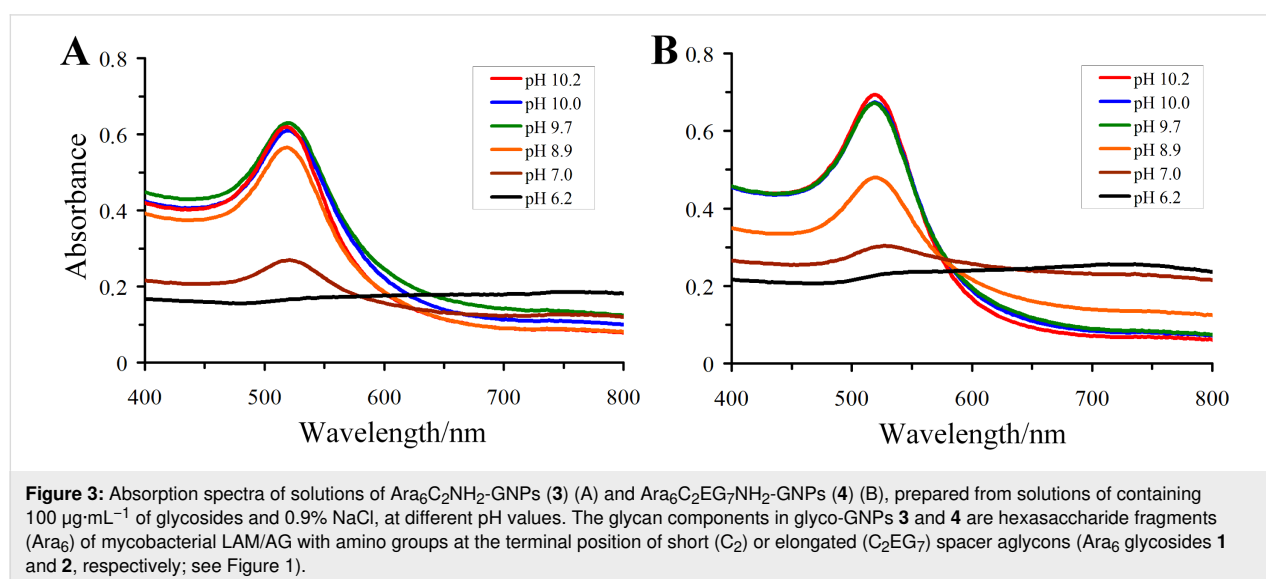 A
0.8
0.6
0.4
0.2
0
Absorbance
400 500 600 700 800
Wavelength/nm
pH 10.2
pH 10.0
pH 9.7
pH 8.9
pH 7.0
pH 6.2
B
0.8
0.6
0.4
0.2
0
400 500 600 700 800
Wavelength/nm
pH 10.2
pH 10.0
pH 9.7
pH 8.9
pH 7.0
pH 6.2
Figure 3: Absorption spectra of solutions of Ara₆C₂NH₂-GNPs (3) (A) and Ara₆C₂EG₇NH₂-GNPs (4) (B), prepared from solutions of containing
100 µg·mL⁻¹ of glycosides and 0.9% NaCl, at different pH values. The glycan components in glyco-GNPs 3 and 4 are hexasaccharide fragments
(Ara₆) of mycobacterial LAM/AG with amino groups at the terminal position of short (C₂) or elongated (C₂EG₇) spacer aglycons (Ara₆ glycosides 1
and 2, respectively; see Figure 1).